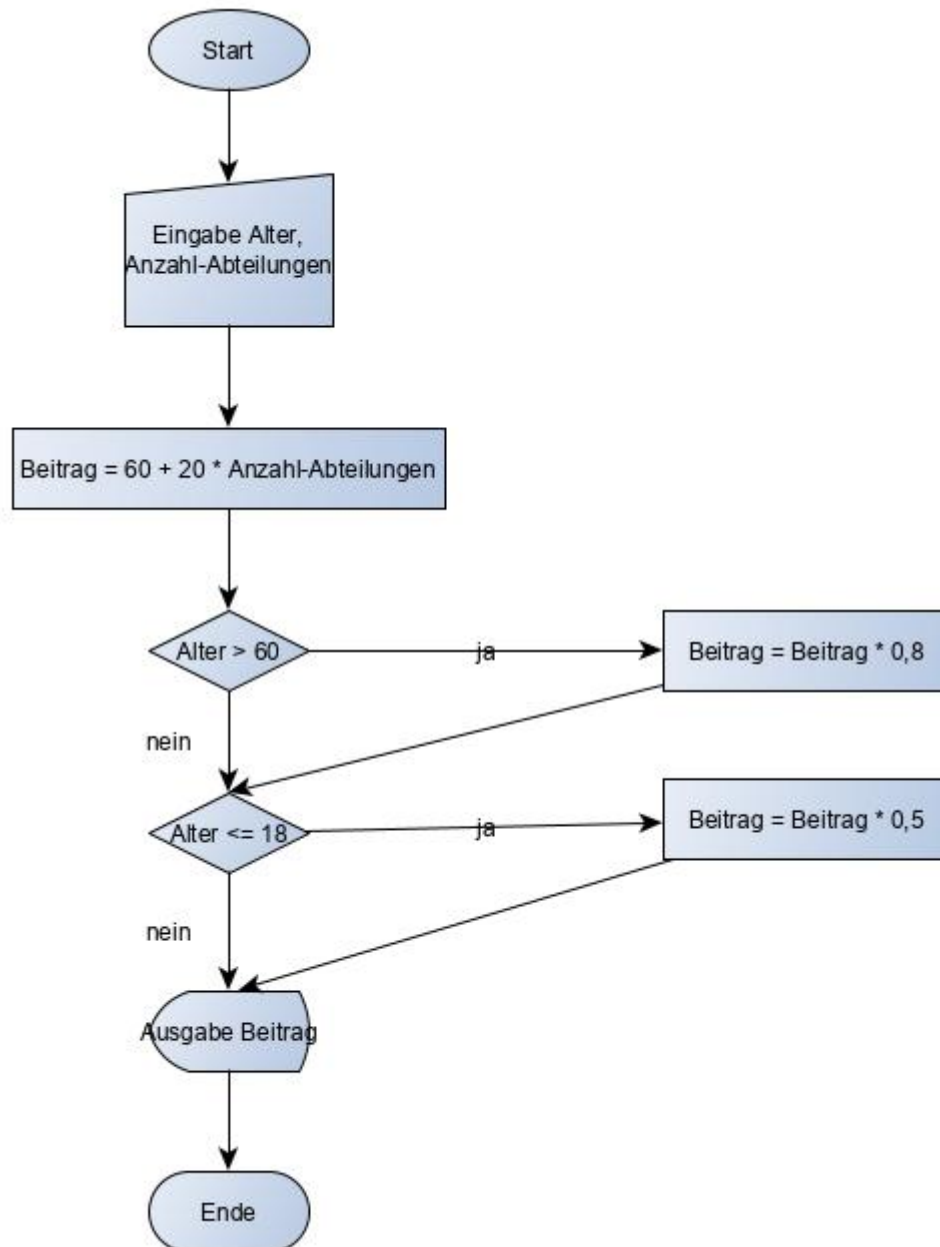 Start
Eingabe Alter,
Anzahl-Abteilungen
Beitrag = 60 + 20 * Anzahl-Abteilungen
Alter > 60
ja
Beitrag = Beitrag * 0,8
nein
Alter <= 18
ja
Beitrag = Beitrag * 0,5
nein
Ausgabe Beitrag
Ende